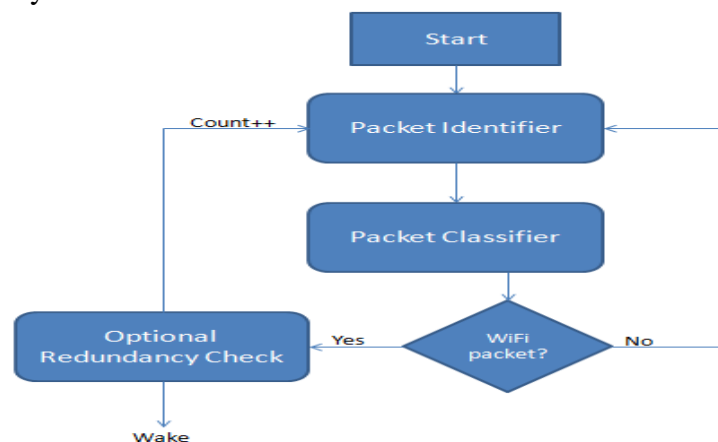 Start
Count++
Packet Identifier
Packet Classifier
Optional
Redundancy Check
Yes
WiFi
packet?
No
Wake